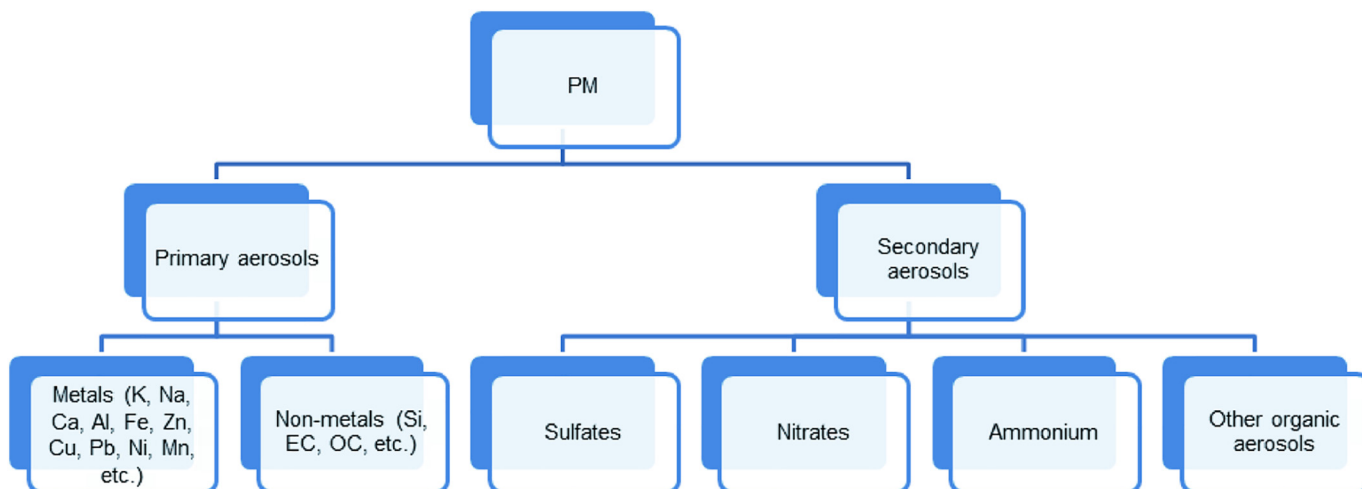 PM
Primary aerosols
Secondary
aerosols
Metals (K, Na,
Ca, Al, Fe, Zn,
Cu, Pb, Ni, Mn,
etc.)
Non-metals (Si,
EC, OC, etc.)
Sulfates
Nitrates
Ammonium
Other organic
aerosols